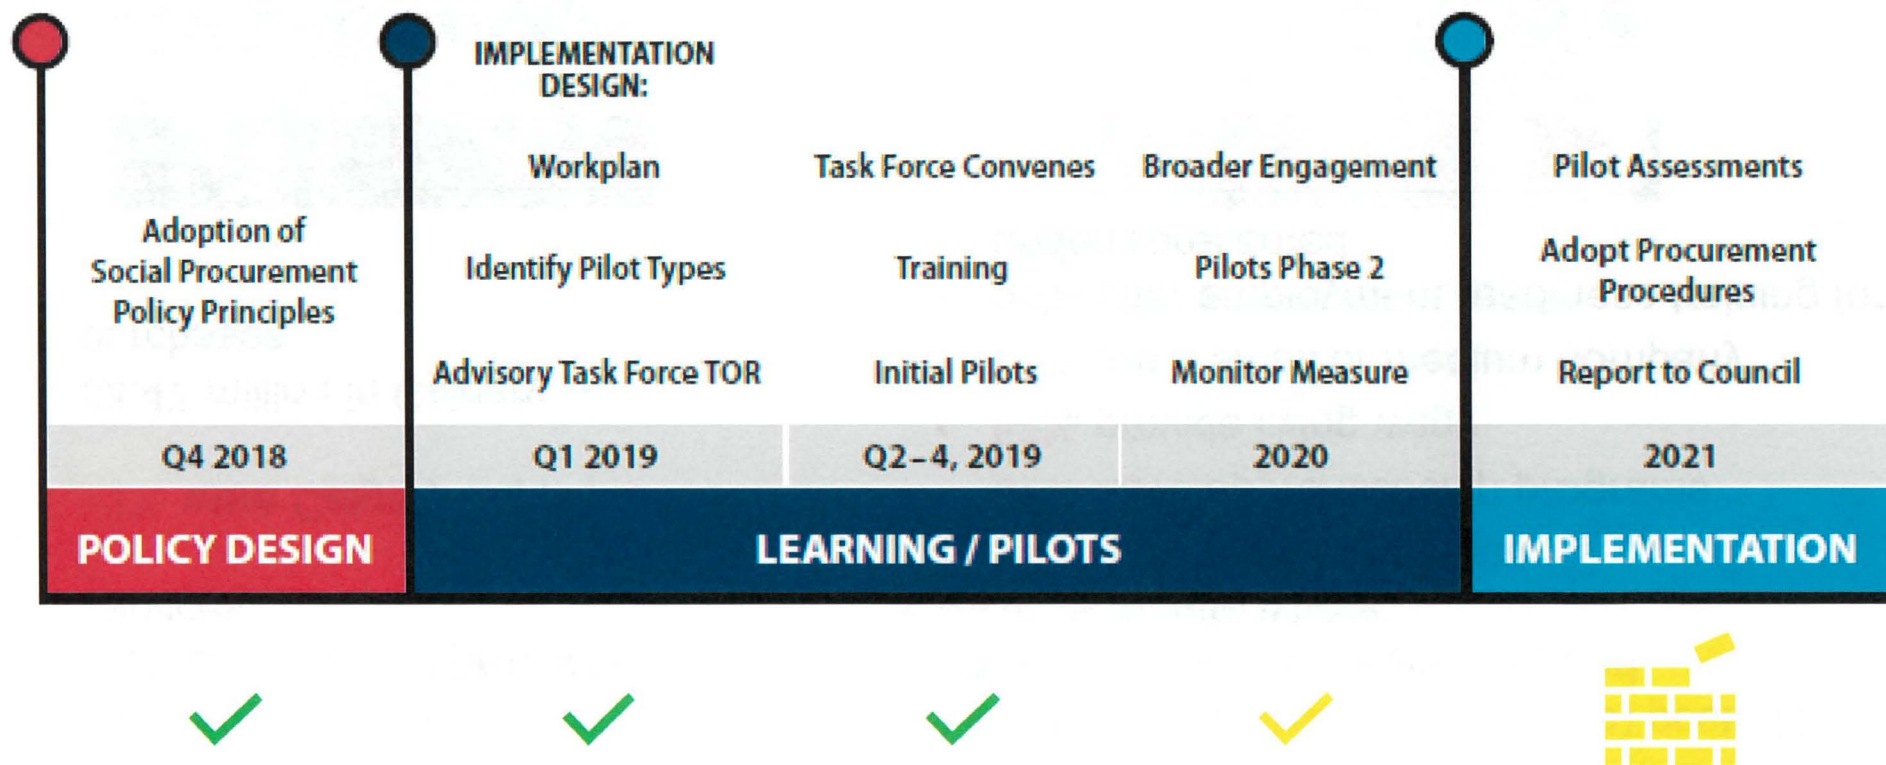 IMPLEMENTATION
DESIGN:
Adoption of
Social Procurement
Policy Principles
Workplan
Identify Pilot Types
Advisory Task Force TOR
Task Force Convenes
Training
Initial Pilots
Broader Engagement
Pilots Phase 2
Monitor Measure
Pilot Assessments
Adopt Procurement
Procedures
Report to Council
Q4 2018
Q1 2019
Q2–4, 2019
2020
2021
POLICY DESIGN
LEARNING / PILOTS
IMPLEMENTATION